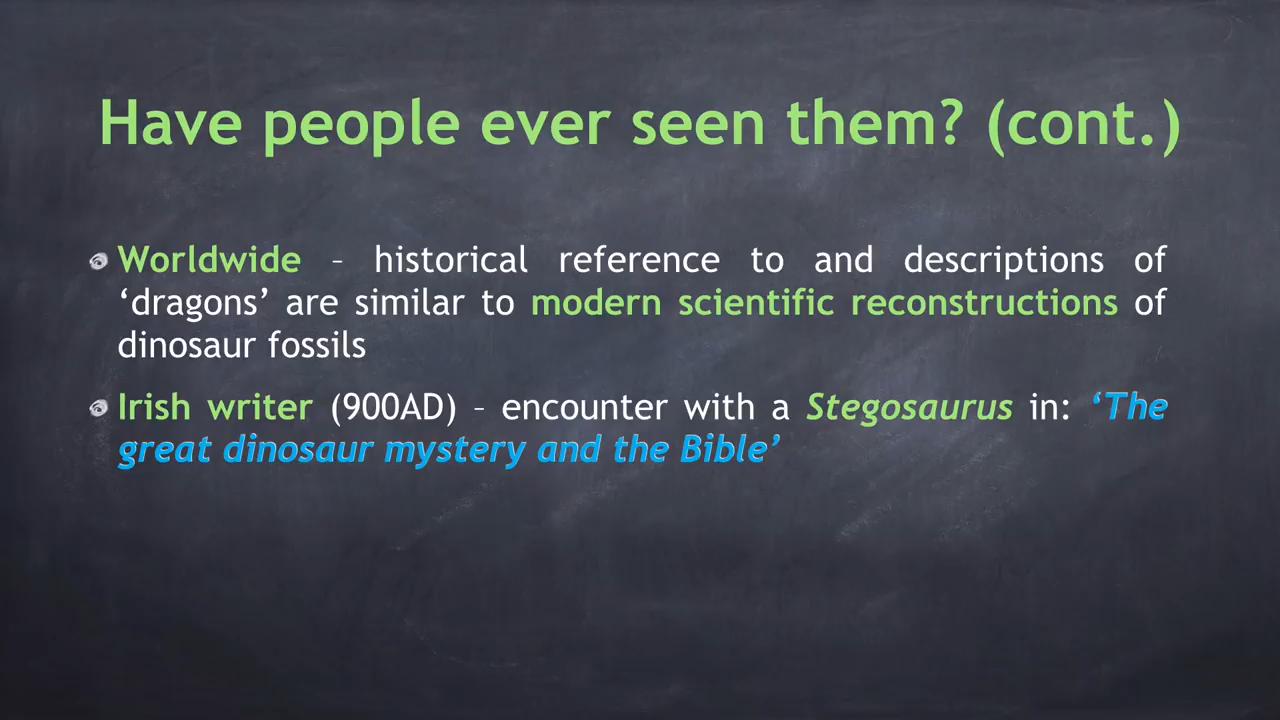 Have people ever seen them? (cont.)
Worldwide – historical reference to and descriptions of
‘dragons’ are similar to modern scientific reconstructions of
dinosaur fossils
Irish writer (900AD) – encounter with a Stegosaurus in: ‘The
great dinosaur mystery and the Bible’